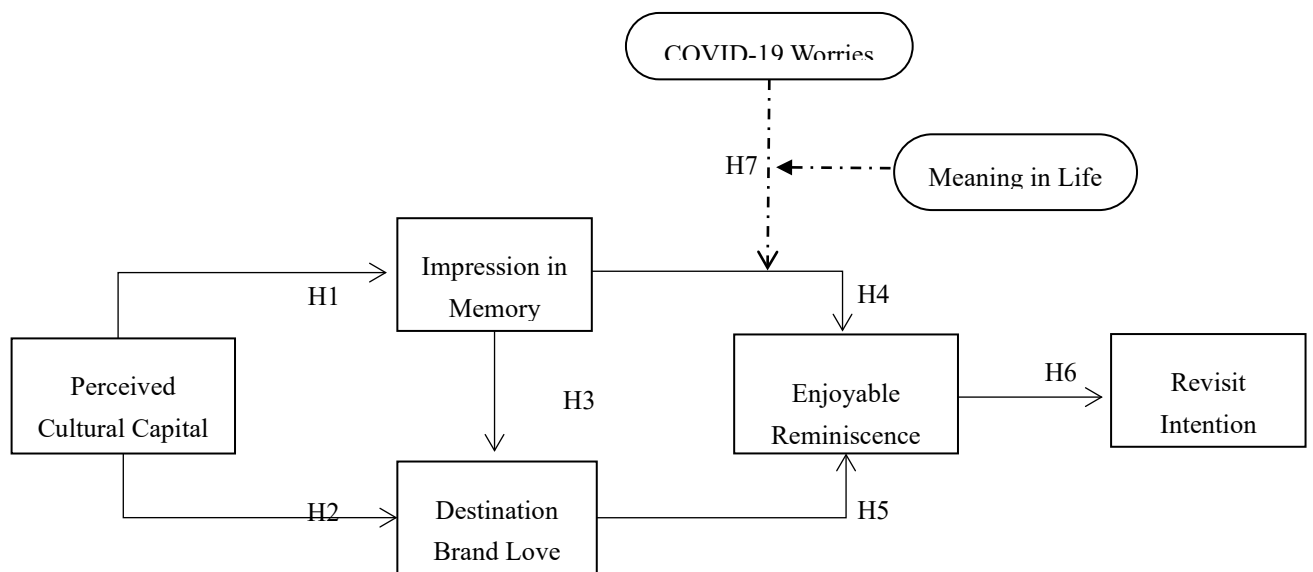 COVID-19 Worries
H7
Meaning in Life
Impression in
Memory
H1
H4
Perceived
Cultural Capital
H3
Enjoyable
Reminiscence
H6
Revisit
Intention
H2
Destination
Brand Love
H5